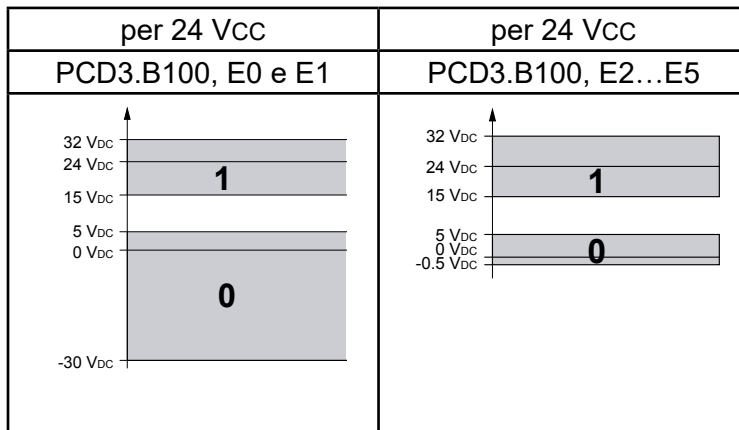 per 24 VCC
PCD3.B100, E0 e E1
32 VDC
24 VDC
1
15 VDC
5 VDC
0 VDC
0
-30 VDC
per 24 VCC
PCD3.B100, E2…E5
32 VDC
24 VDC
1
15 VDC
5 VDC
0 VDC
0
-0.5 VDC